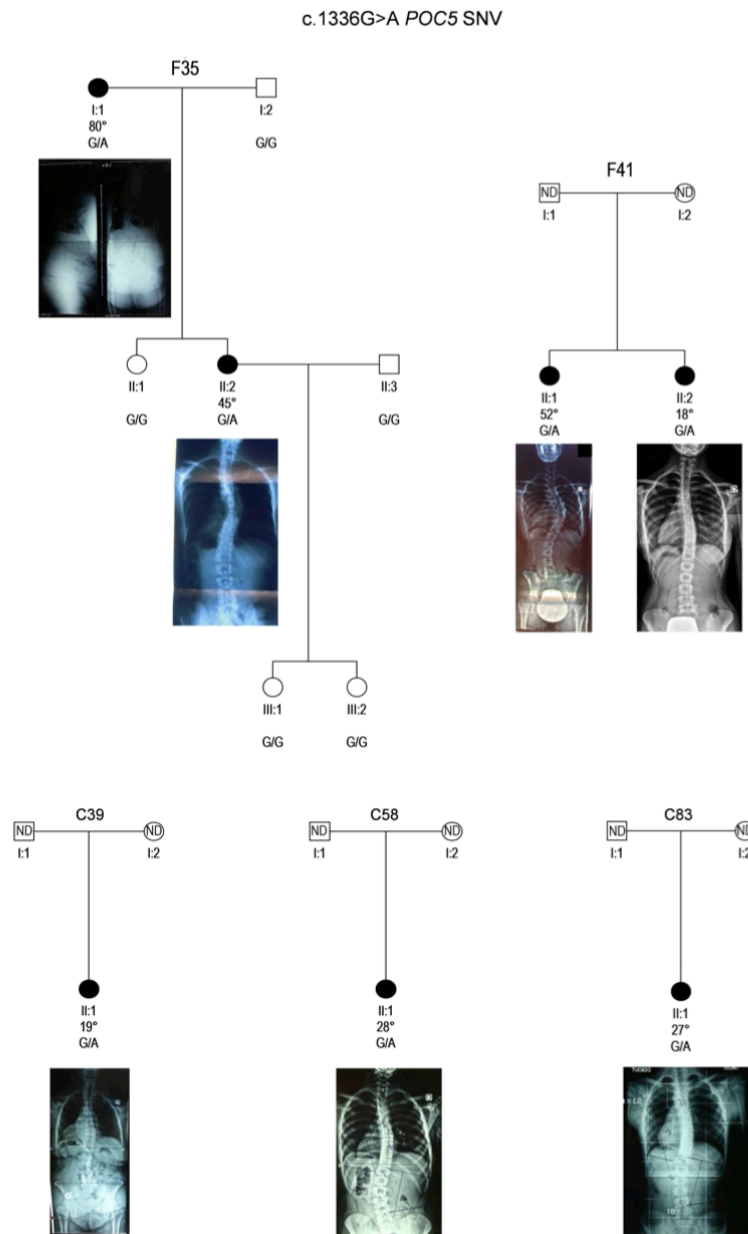 c.1336G>A POC5 SNV
F35
I:1
80°
G/A
I:2
G/G
F41
ND
I:1
ND
I:2
II:1
G/G
II:2
45°
G/A
II:3
G/G
II:1
52°
G/A
II:2
18°
G/A
III:1
G/G
III:2
G/G
C39
ND
I:1
ND
I:2
C58
ND
I:1
ND
I:2
C83
ND
I:1
ND
I:2
II:1
19°
G/A
II:1
28°
G/A
II:1
27°
G/A